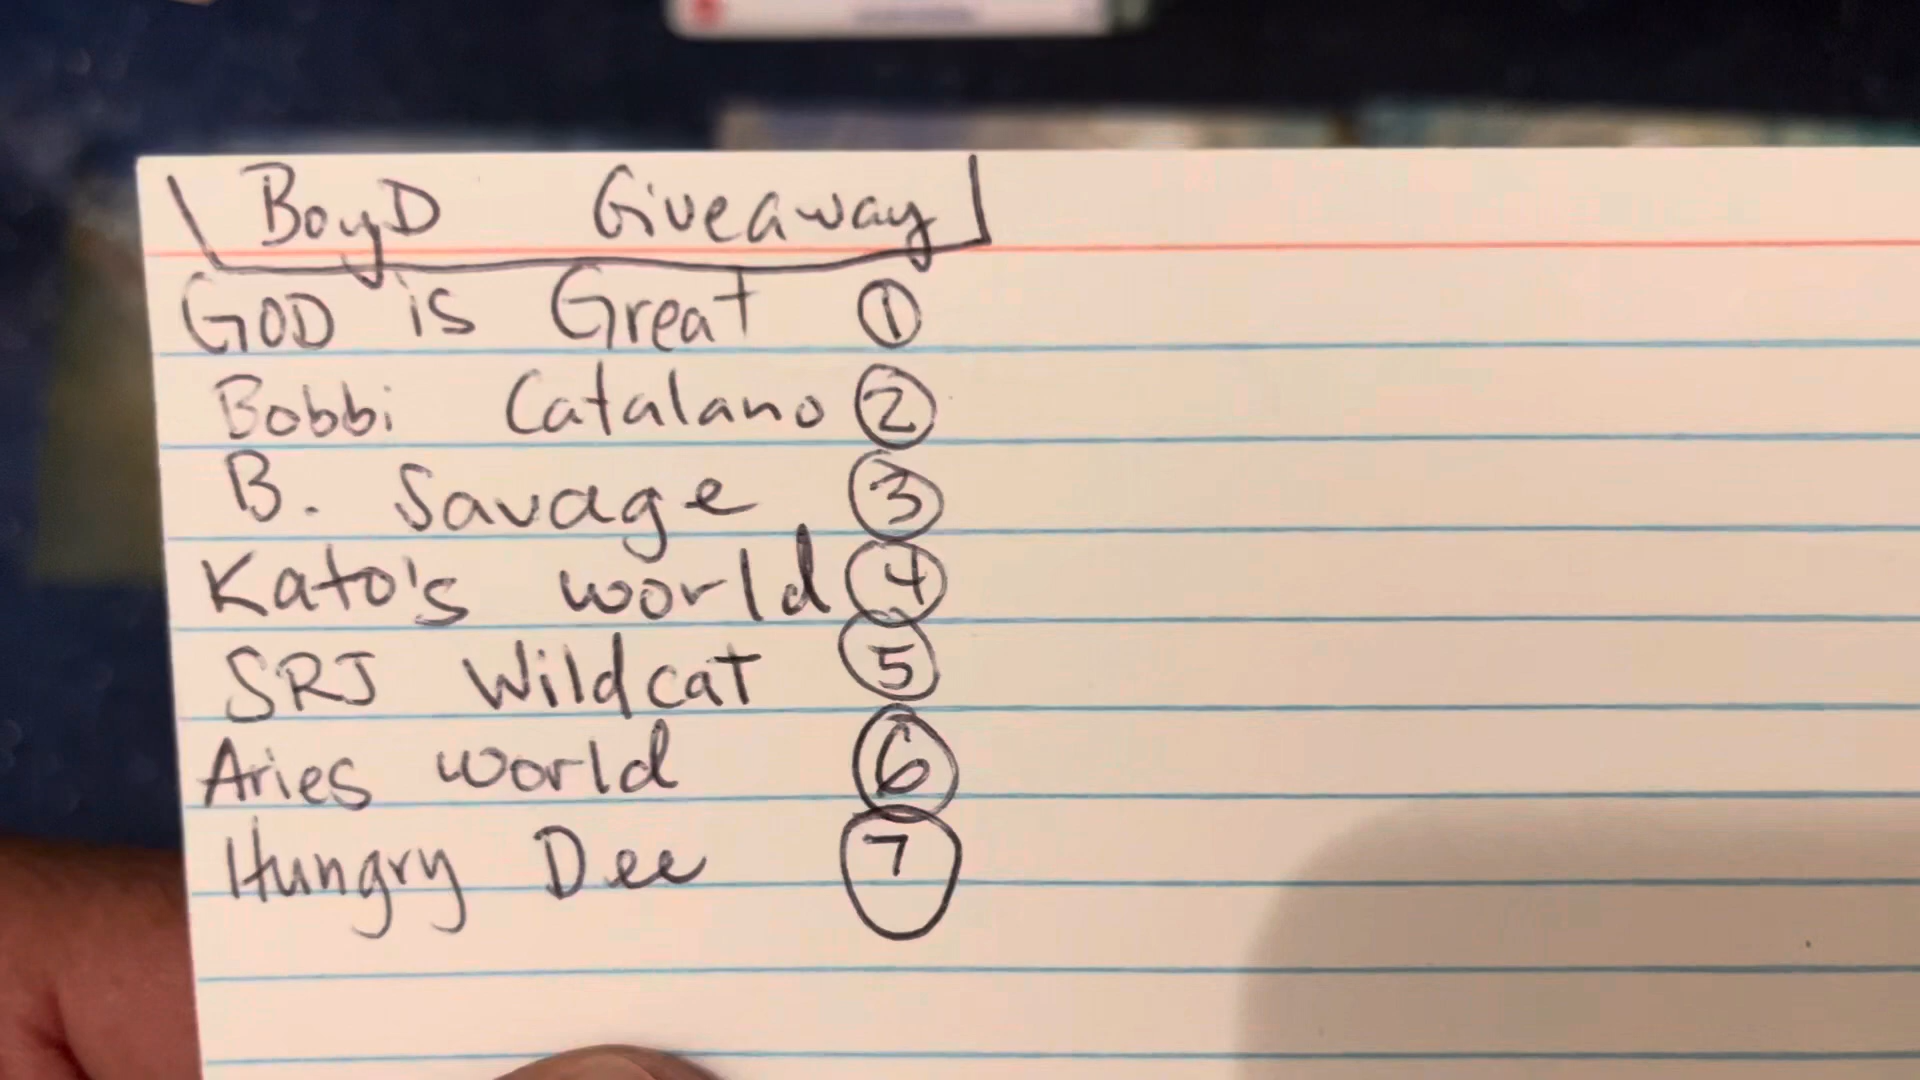 BoyD Giveaway
GOD is Great ①
Bobbi Catalano ②
B. Savage ③
Kato's world ④
SRJ Wildcat ⑤
Aries world ⑥
Hungry Dee ⑦